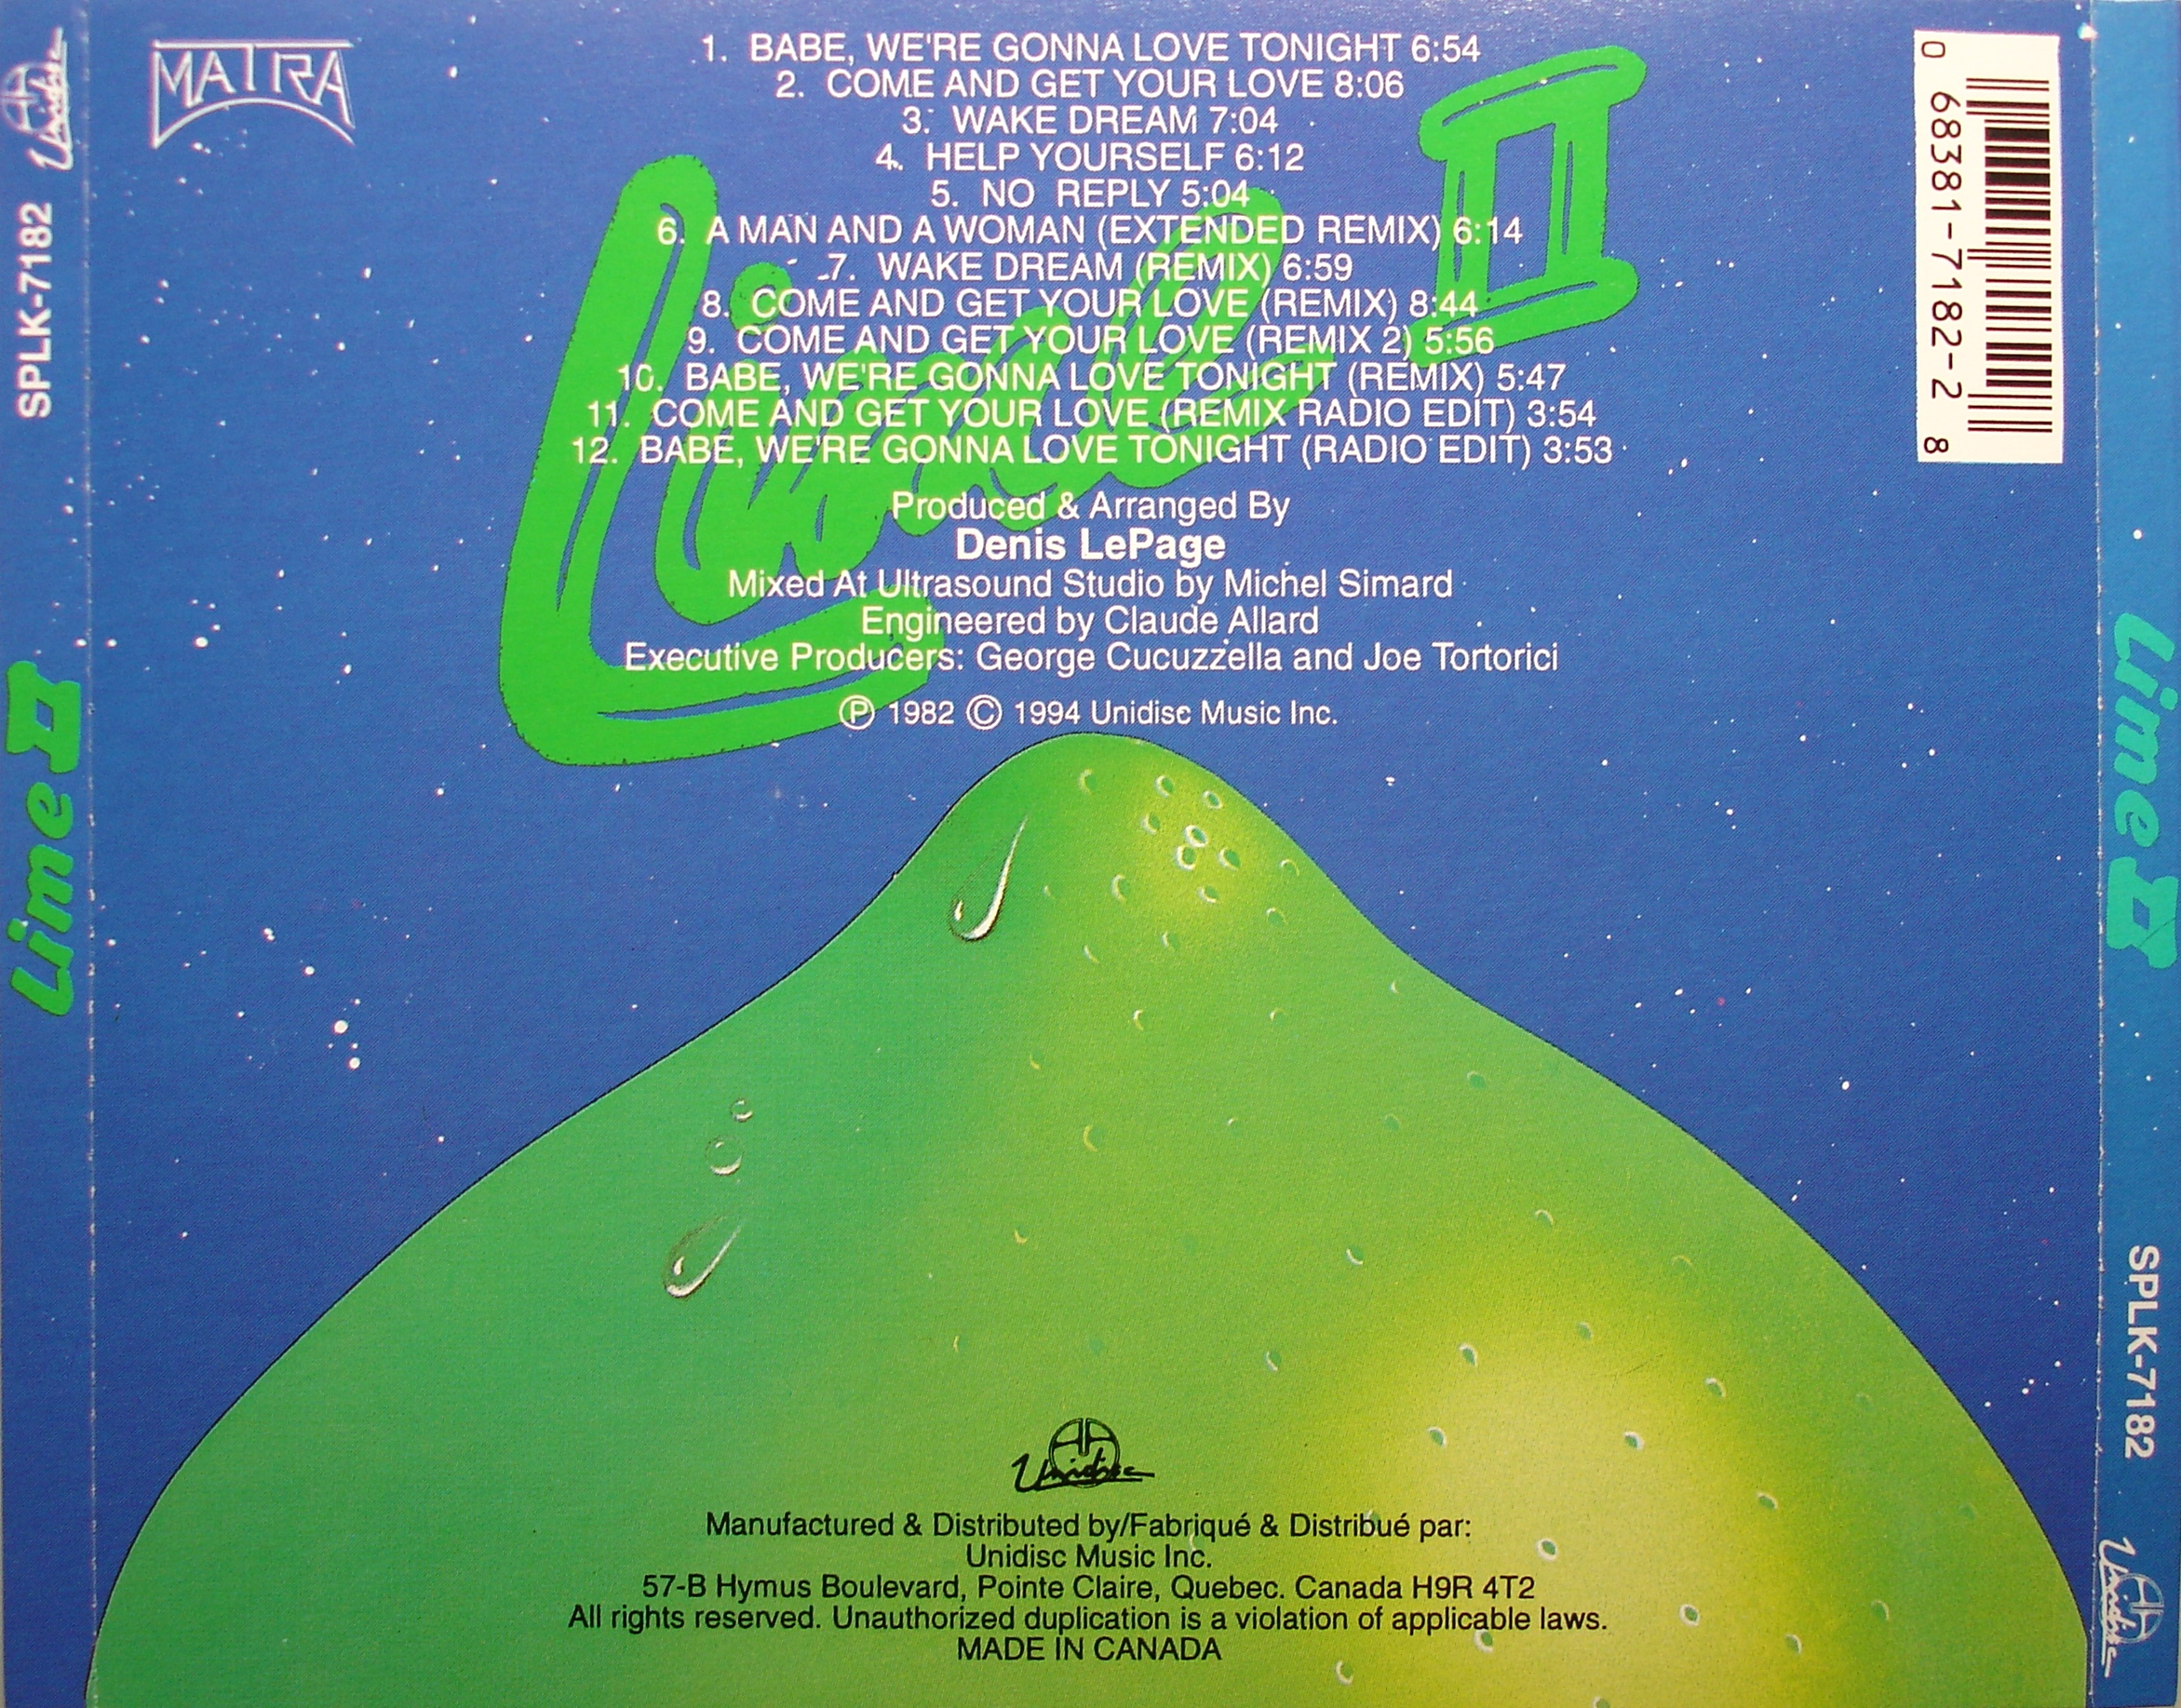 MATRA
1. BABE, WE'RE GONNA LOVE TONIGHT 6:54
2. COME AND GET YOUR LOVE 8:06
3. WAKE DREAM 7:04
4. HELP YOURSELF 6:12
5. NO REPLY 5:04
6. A MAN AND A WOMAN (EXTENDED REMIX) 6:14
7. WAKE DREAM (REMIX) 6:59
8. COME AND GET YOUR LOVE (REMIX) 8:44
9. COME AND GET YOUR LOVE (REMIX 2) 5:56
10. BABE, WE'RE GONNA LOVE TONIGHT (REMIX) 5:47
11. COME AND GET YOUR LOVE (REMIX RADIO EDIT) 3:54
12. BABE, WE'RE GONNA LOVE TONIGHT (RADIO EDIT) 3:53
Lime II
Produced & Arranged By
Denis LePage
Mixed At Ultrasound Studio by Michel Simard
Engineered by Claude Allard
Executive Producers: George Cucuzzella and Joe Tortorici
Ⓟ 1982 © 1994 Unidisc Music Inc.
Unidisc
Manufactured & Distributed by/Fabriqué & Distribué par:
Unidisc Music Inc.
57-B Hymus Boulevard, Pointe Claire, Quebec. Canada H9R 4T2
All rights reserved. Unauthorized duplication is a violation of applicable laws.
MADE IN CANADA
0 68381-7182-2 8
Lime II
SPLK-7182
Unidisc
Lime II
SPLK-7182
Unidisc